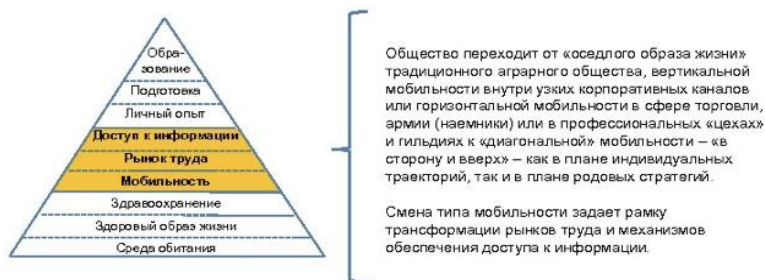 Обра-
зование
Подготовка
Личный опыт
Доступ к информации
Рынок труда
Мобильность
Здравоохранение
Здоровый образ жизни
Среда обитания
Общество переходит от «оседлого образа жизни»
традиционного аграрного общества, вертикальной
мобильности внутри узких корпоративных каналов
или горизонтальной мобильности в сфере торговли,
армии (наемники) или в профессиональных «цехах»
и гильдиях к «диагональной» мобильности – «в
сторону и вверх» – как в плане индивидуальных
траекторий, так и в плане родовых стратегий.
Смена типа мобильности задает рамку
трансформации рынков труда и механизмов
обеспечения доступа к информации.